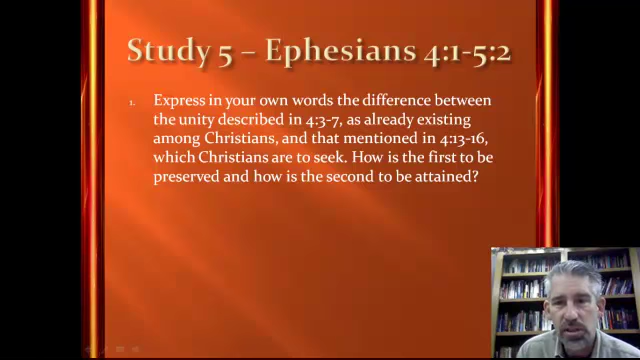 Study 5 – Ephesians 4:1-5:2
1. Express in your own words the difference between
the unity described in 4:3-7, as already existing
among Christians, and that mentioned in 4:13-16,
which Christians are to seek. How is the first to be
preserved and how is the second to be attained?